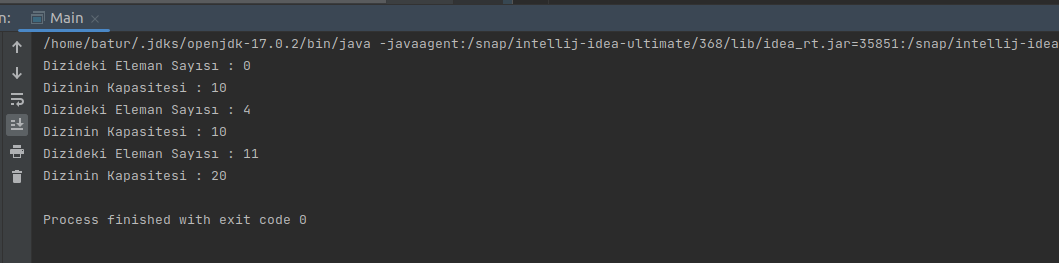 n: Main ×
/home/batur/.jdks/openjdk-17.0.2/bin/java -javaagent:/snap/intellij-idea-ultimate/368/lib/idea_rt.jar=35851:/snap/intellij-idea
Dizideki Eleman Sayısı : 0
Dizinin Kapasitesi : 10
Dizideki Eleman Sayısı : 4
Dizinin Kapasitesi : 10
Dizideki Eleman Sayısı : 11
Dizinin Kapasitesi : 20
Process finished with exit code 0